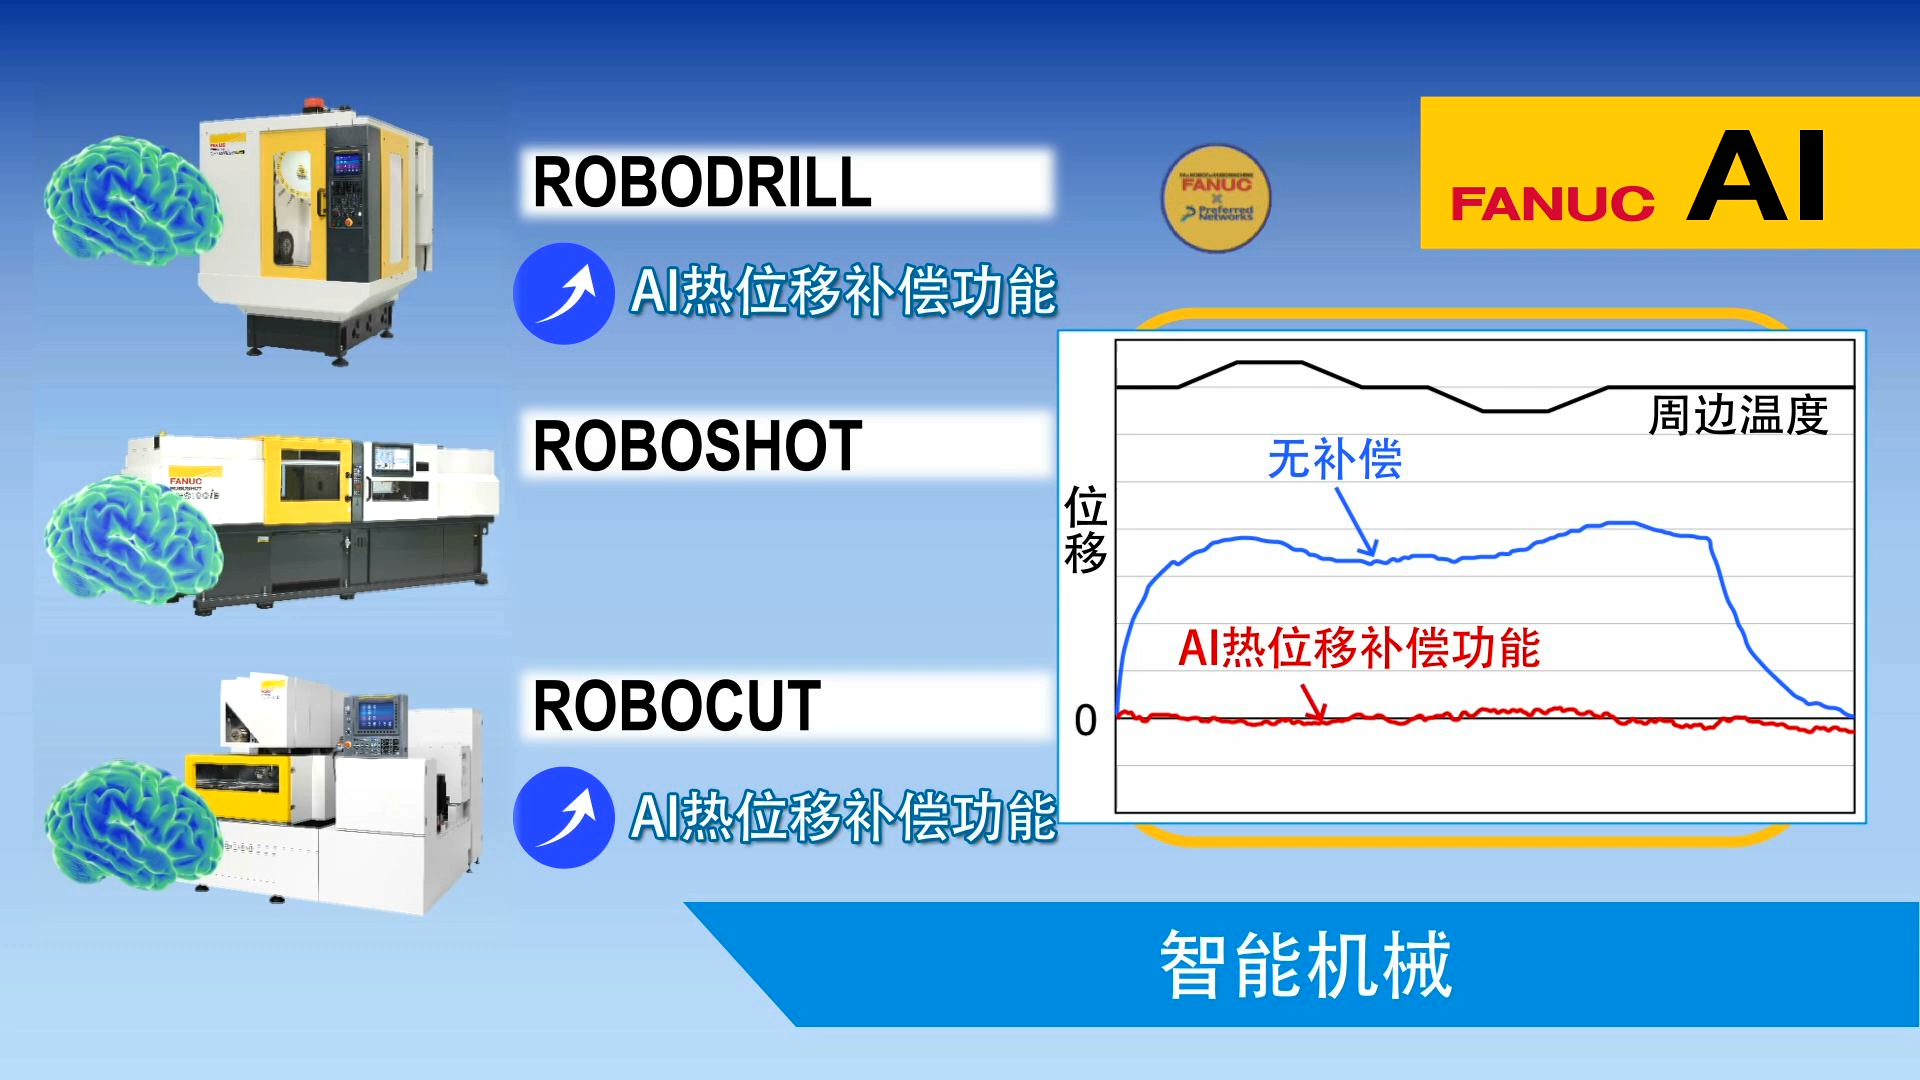 ROBODRILL
AI热位移补偿功能
ROBOSHOT
ROBOCUT
AI热位移补偿功能
FANUC
×
Preferred
Networks
FANUC AI
周边温度
无补偿
位移
AI热位移补偿功能
0
智能机械
FANUC